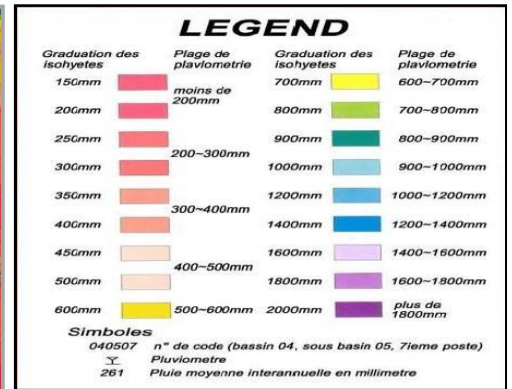 LEGEND
Graduation des isohyetes Plage de plavlometrie Graduation des isohyetes Plage de plavlometrie
150mm moins de 200mm 700mm 600~700mm
200mm 800mm 700~800mm
250mm 200~300mm 900mm 800~900mm
300mm 1000mm 900~1000mm
350mm 300~400mm 1200mm 1000~1200mm
400mm 1400mm 1200~1400mm
450mm 400~500mm 1600mm 1400~1600mm
500mm 1800mm 1600~1800mm
600mm 500~600mm 2000mm plus de 1800mm
Simboles
040507 n° de code (bassin 04, sous basin 05, 7ieme poste)
Pluviometre
261 Pluie moyenne interannuelle en millimetre